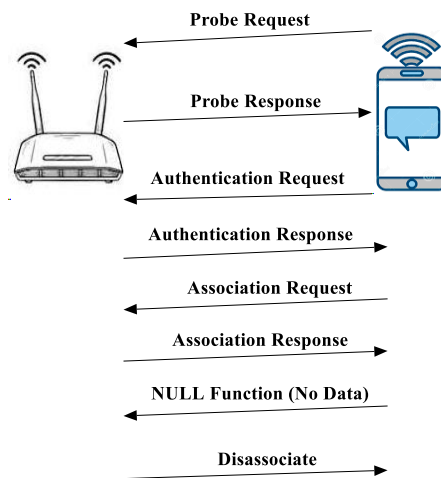 Probe Request
Probe Response
Authentication Request
Authentication Response
Association Request
Association Response
NULL Function (No Data)
Disassociate